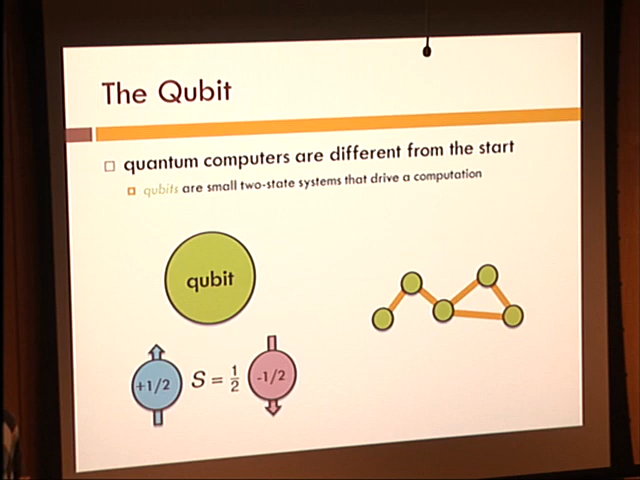 The Qubit
quantum computers are different from the start
qubits are small two-state systems that drive a computation
qubit
+1/2 S = 1/2 -1/2